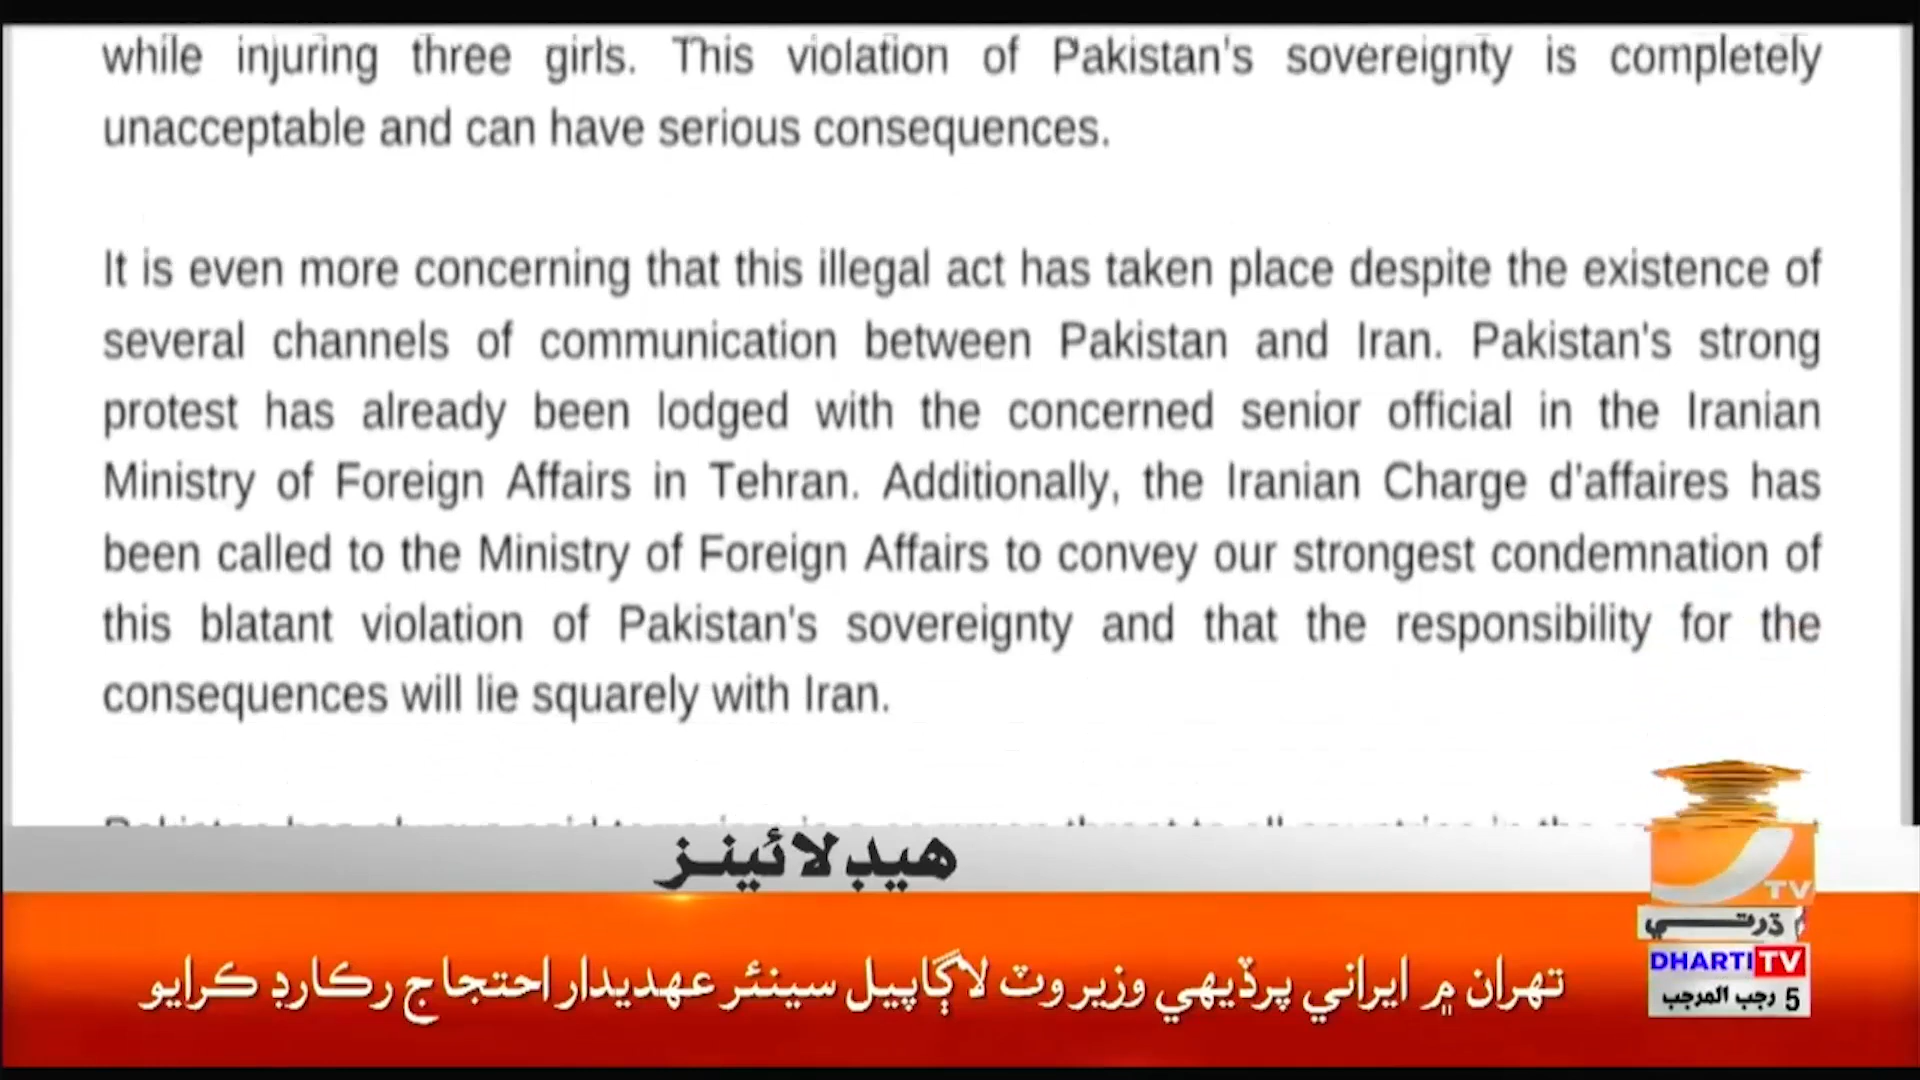 while injuring three girls. This violation of Pakistan's sovereignty is completely
unacceptable and can have serious consequences.
It is even more concerning that this illegal act has taken place despite the existence of
several channels of communication between Pakistan and Iran. Pakistan's strong
protest has already been lodged with the concerned senior official in the Iranian
Ministry of Foreign Affairs in Tehran. Additionally, the Iranian Charge d'affaires has
been called to the Ministry of Foreign Affairs to convey our strongest condemnation of
this blatant violation of Pakistan's sovereignty and that the responsibility for the
consequences will lie squarely with Iran.
هيڊلائينز
تهران ۾ ايراني پرڏيهي وزير وٽ لاڳاپيل سينئر عهديدار احتجاج رڪارڊ ڪرايو
TV
ڌرتي
DHARTI TV
5 رجب المرجب